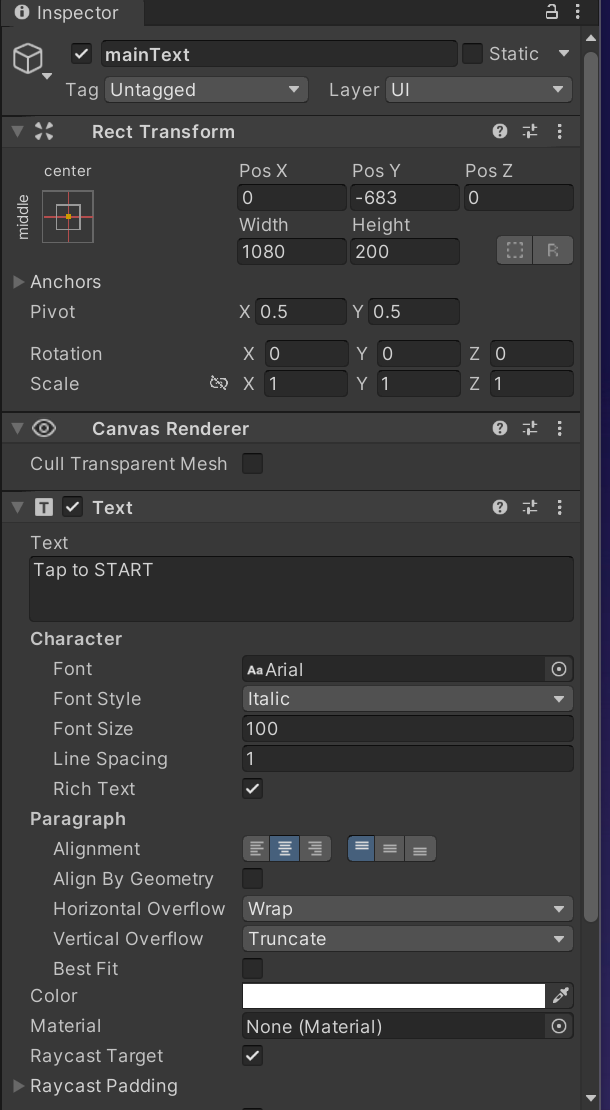 Inspector
mainText Static
Tag Untagged Layer UI
Rect Transform
center
middle
Pos X Pos Y Pos Z
0 -683 0
Width Height
1080 200
R
Anchors
Pivot X 0.5 Y 0.5
Rotation X 0 Y 0 Z 0
Scale X 1 Y 1 Z 1
Canvas Renderer
Cull Transparent Mesh
T Text
Text
Tap to START
Character
Font Aa Arial
Font Style Italic
Font Size 100
Line Spacing 1
Rich Text
Paragraph
Alignment
Align By Geometry
Horizontal Overflow Wrap
Vertical Overflow Truncate
Best Fit
Color
Material None (Material)
Raycast Target
Raycast Padding